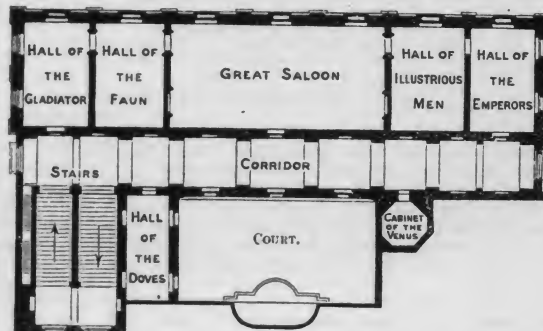 HALL OF
THE
GLADIATOR
HALL OF
THE
FAUN
GREAT SALOON
HALL OF
ILLUSTRIOUS
MEN
HALL OF
THE
EMPERORS
STAIRS
CORRIDOR
HALL
OF
THE
DOVES
COURT.
CABINET
OF THE
VENUS